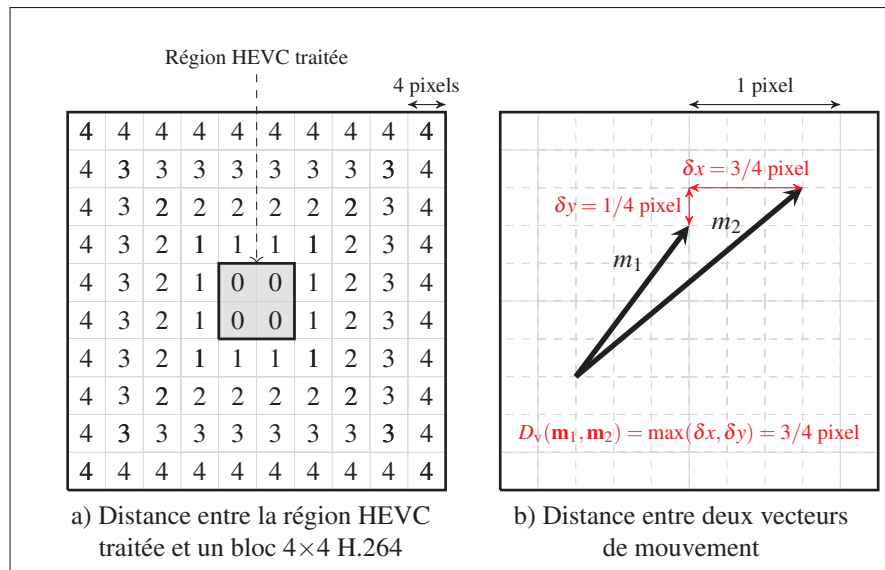 Région HEVC traitée
4 pixels
4 4 4 4 4 4 4 4 4 4
4 3 3 3 3 3 3 3 3 4
4 3 2 2 2 2 2 2 3 4
4 3 2 1 1 1 1 2 3 4
4 3 2 1 0 0 1 2 3 4
4 3 2 1 0 0 1 2 3 4
4 3 2 1 1 1 1 2 3 4
4 3 2 2 2 2 2 2 3 4
4 3 3 3 3 3 3 3 3 4
4 4 4 4 4 4 4 4 4 4
a) Distance entre la région HEVC
traitée et un bloc 4×4 H.264
1 pixel
δx = 3/4 pixel
δy = 1/4 pixel
m₂
m₁
Dᵥ(m₁, m₂) = max(δx, δy) = 3/4 pixel
b) Distance entre deux vecteurs
de mouvement